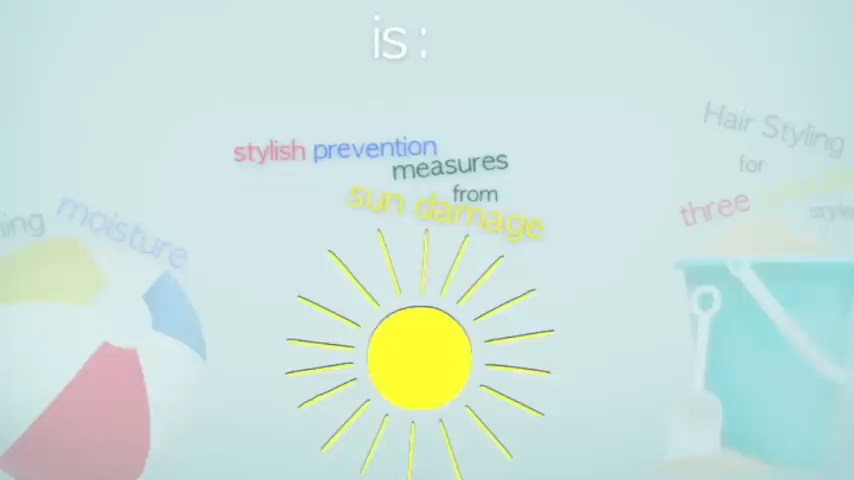 is :
stylish prevention
measures
from
sun damage
moisture
Hair Styling
for
three